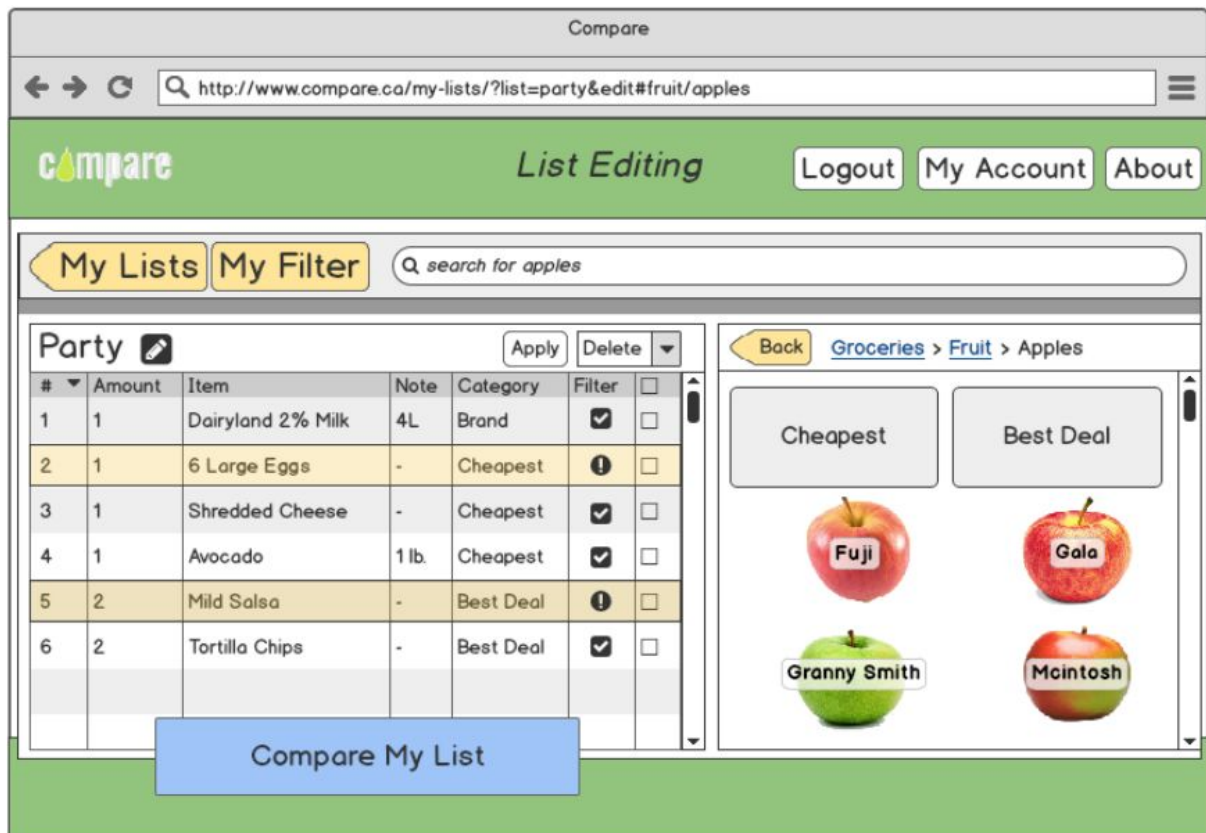 Compare
http://www.compare.ca/my-lists/?list=party&edit#fruit/apples
compare
List Editing
Logout My Account About
My Lists My Filter search for apples
Party Apply Delete
Back Groceries > Fruit > Apples
# Amount Item Note Category Filter
1 1 Dairyland 2% Milk 4L Brand
2 1 6 Large Eggs - Cheapest
3 1 Shredded Cheese - Cheapest
4 1 Avocado 1 lb. Cheapest
5 2 Mild Salsa - Best Deal
6 2 Tortilla Chips - Best Deal
Compare My List
Cheapest Best Deal
Fuji Gala
Granny Smith Mcintosh